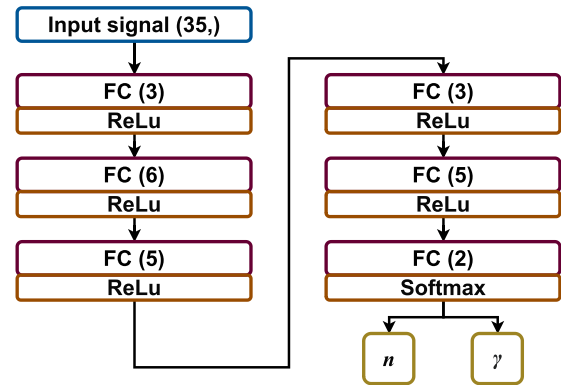 Input signal (35,)
FC (3)
ReLu
FC (6)
ReLu
FC (5)
ReLu
FC (3)
ReLu
FC (5)
ReLu
FC (2)
Softmax
n
γ